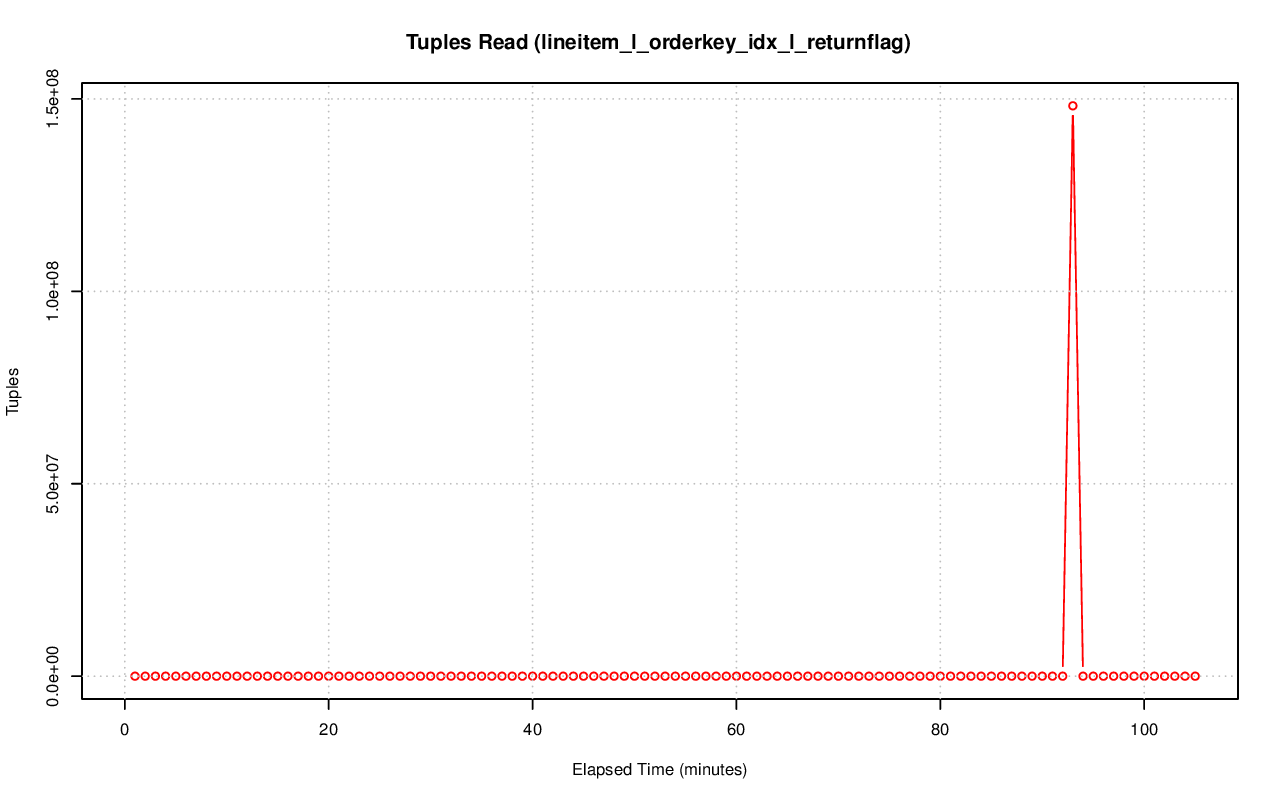 Tuples Read (lineitem_l_orderkey_idx_l_returnflag)
1.5e+08
1.0e+08
5.0e+07
0.0e+00
Tuples
0 20 40 60 80 100
Elapsed Time (minutes)